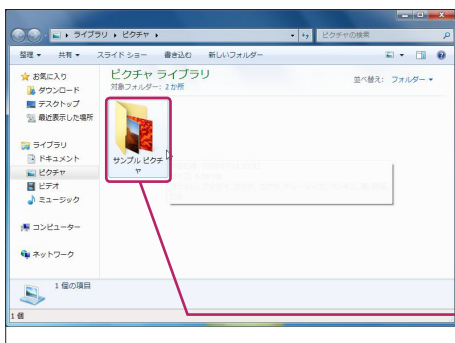 ライブラリ ピクチャ
ピクチャの検索
整理 共有 スライド ショー 書き込む 新しいフォルダー
お気に入り
ダウンロード
デスクトップ
最近表示した場所
ライブラリ
ドキュメント
ピクチャ
ビデオ
ミュージック
コンピューター
ネットワーク
ピクチャ ライブラリ
対象フォルダー: 2 か所
並べ替え: フォルダー
サンプル ピクチ
ャ
1 個の項目
1 個